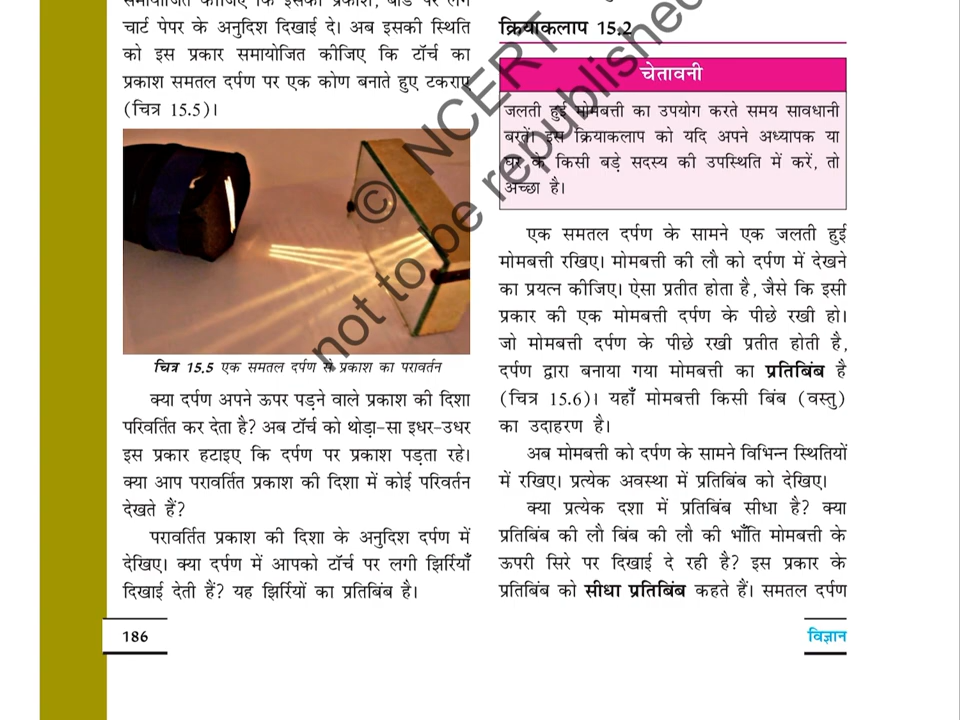 समायोजित कीजिए कि इसका प्रकाश, बोर्ड पर लगे
चार्ट पेपर के अनुदिश दिखाई दे। अब इसकी स्थिति
को इस प्रकार समायोजित कीजिए कि टॉर्च का
प्रकाश समतल दर्पण पर एक कोण बनाते हुए टकराए
(चित्र 15.5)।
चित्र 15.5 एक समतल दर्पण से प्रकाश का परावर्तन
क्या दर्पण अपने ऊपर पड़ने वाले प्रकाश की दिशा
परिवर्तित कर देता है? अब टॉर्च को थोड़ा-सा इधर-उधर
इस प्रकार हटाइए कि दर्पण पर प्रकाश पड़ता रहे।
क्या आप परावर्तित प्रकाश की दिशा में कोई परिवर्तन
देखते हैं?
परावर्तित प्रकाश की दिशा के अनुदिश दर्पण में
देखिए। क्या दर्पण में आपको टॉर्च पर लगी झिर्रियाँ
दिखाई देती हैं? यह झिर्रियों का प्रतिबिंब है।
क्रियाकलाप 15.2
चेतावनी
जलती हुई मोमबत्ती का उपयोग करते समय सावधानी
बरतें। इस क्रियाकलाप को यदि अपने अध्यापक या
घर के किसी बड़े सदस्य की उपस्थिति में करें, तो
अच्छा है।
एक समतल दर्पण के सामने एक जलती हुई
मोमबत्ती रखिए। मोमबत्ती की लौ को दर्पण में देखने
का प्रयत्न कीजिए। ऐसा प्रतीत होता है, जैसे कि इसी
प्रकार की एक मोमबत्ती दर्पण के पीछे रखी हो।
जो मोमबत्ती दर्पण के पीछे रखी प्रतीत होती है,
दर्पण द्वारा बनाया गया मोमबत्ती का प्रतिबिंब है
(चित्र 15.6)। यहाँ मोमबत्ती किसी बिंब (वस्तु)
का उदाहरण है।
अब मोमबत्ती को दर्पण के सामने विभिन्न स्थितियों
में रखिए। प्रत्येक अवस्था में प्रतिबिंब को देखिए।
क्या प्रत्येक दशा में प्रतिबिंब सीधा है? क्या
प्रतिबिंब की लौ बिंब की लौ की भाँति मोमबत्ती के
ऊपरी सिरे पर दिखाई दे रही है? इस प्रकार के
प्रतिबिंब को सीधा प्रतिबिंब कहते हैं। समतल दर्पण
186
विज्ञान
© NCERT
not to be republished